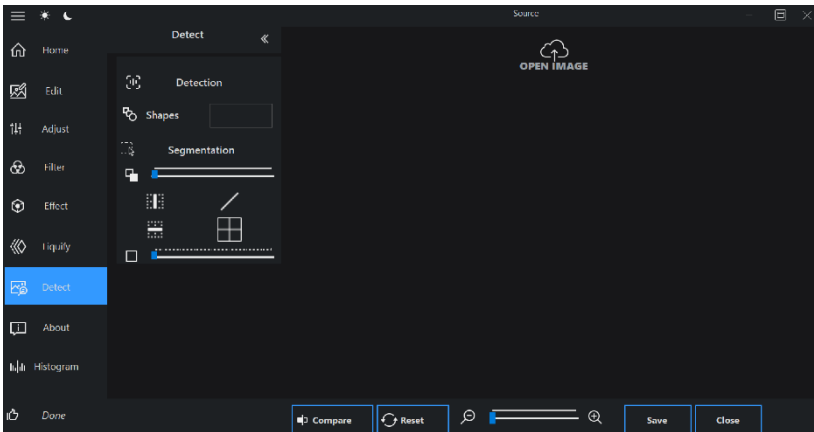 Source
Home
Edit
Adjust
Filter
Effect
Liquify
Detect
About
Histogram
Done
Detect
Detection
Shapes
Segmentation
OPEN IMAGE
Compare
Reset
Save
Close